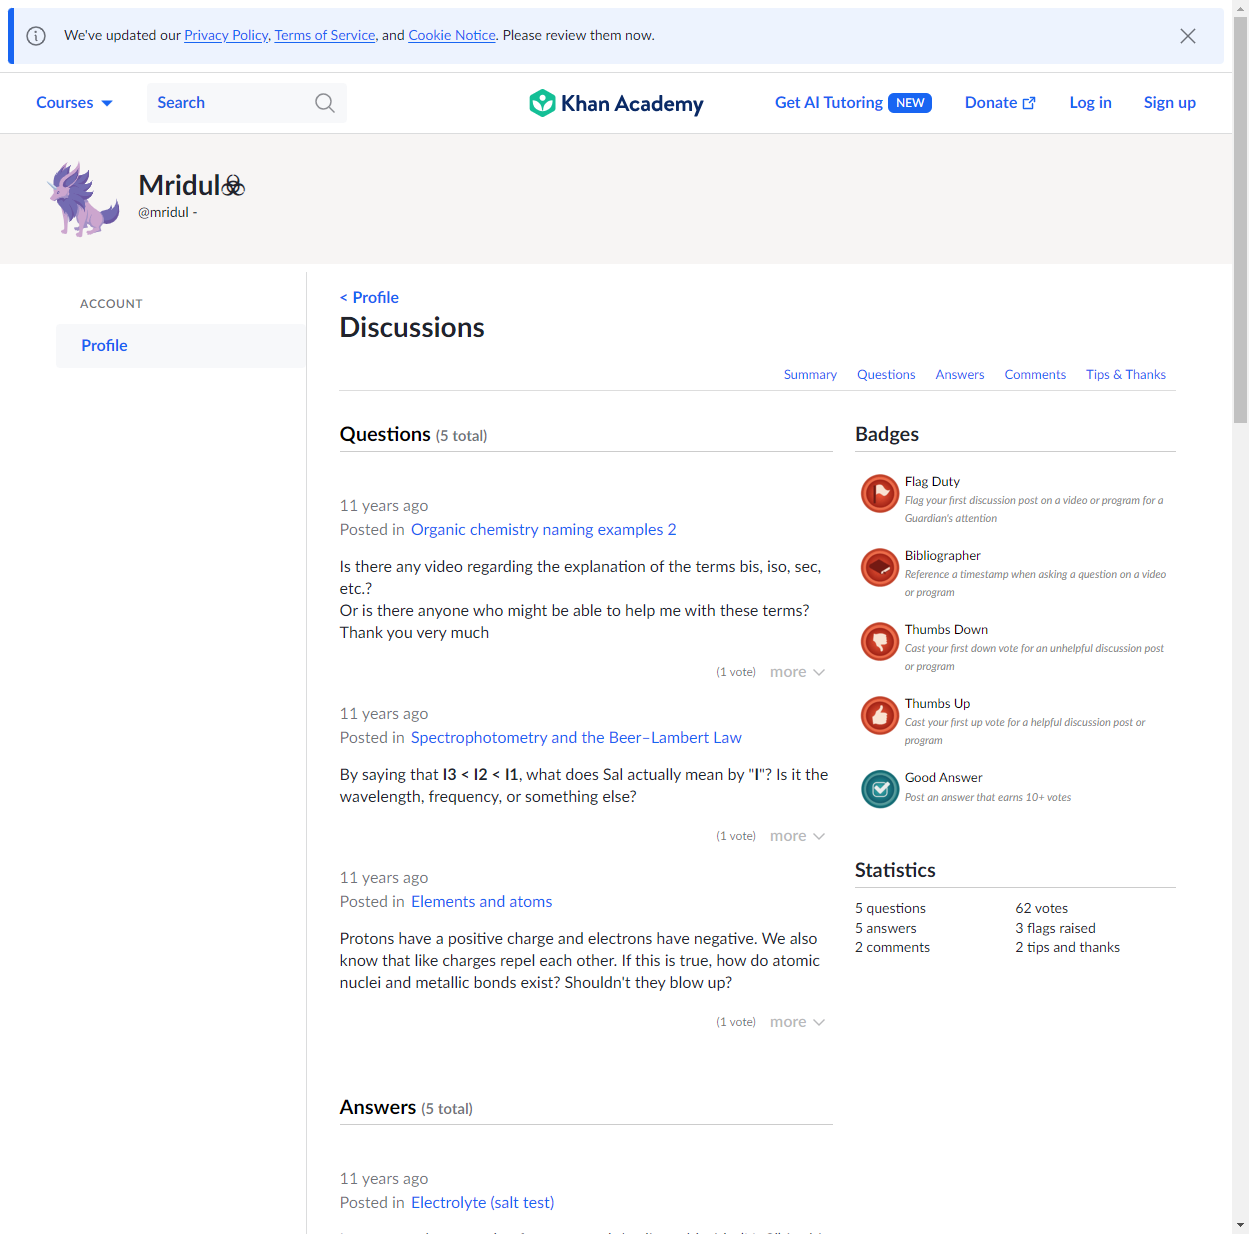 We've updated our Privacy Policy, Terms of Service, and Cookie Notice. Please review them now.
Courses
Search
Khan Academy
Get AI Tutoring NEW
Donate
Log in
Sign up
Mridul☣
@mridul -
ACCOUNT
Profile
< Profile
Discussions
Summary
Questions
Answers
Comments
Tips & Thanks
Questions (5 total)
11 years ago
Posted in Organic chemistry naming examples 2
Is there any video regarding the explanation of the terms bis, iso, sec,
etc.?
Or is there anyone who might be able to help me with these terms?
Thank you very much
(1 vote) more
11 years ago
Posted in Spectrophotometry and the Beer–Lambert Law
By saying that I3 < I2 < I1, what does Sal actually mean by "I"? Is it the
wavelength, frequency, or something else?
(1 vote) more
11 years ago
Posted in Elements and atoms
Protons have a positive charge and electrons have negative. We also
know that like charges repel each other. If this is true, how do atomic
nuclei and metallic bonds exist? Shouldn't they blow up?
(1 vote) more
Answers (5 total)
11 years ago
Posted in Electrolyte (salt test)
Badges
Flag Duty
Flag your first discussion post on a video or program for a
Guardian's attention
Bibliographer
Reference a timestamp when asking a question on a video
or program
Thumbs Down
Cast your first down vote for an unhelpful discussion post
or program
Thumbs Up
Cast your first up vote for a helpful discussion post or
program
Good Answer
Post an answer that earns 10+ votes
Statistics
5 questions
5 answers
2 comments
62 votes
3 flags raised
2 tips and thanks